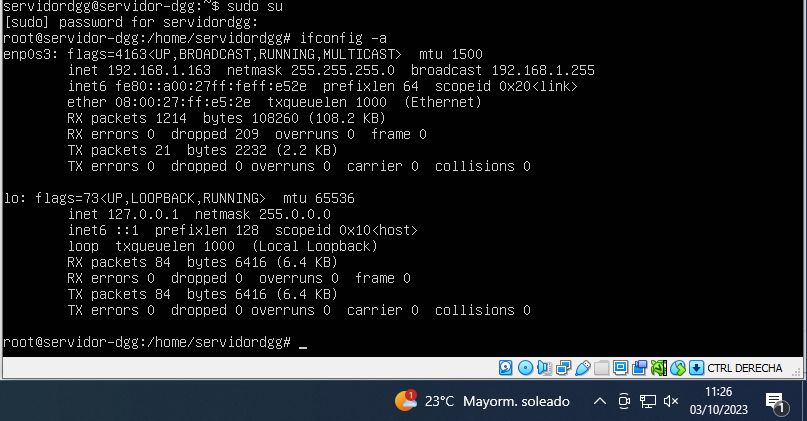 servidordgg@servidor-dgg:~$ sudo su
[sudo] password for servidordgg:
root@servidor-dgg:/home/servidordgg# ifconfig -a
enp0s3: flags=4163<UP,BROADCAST,RUNNING,MULTICAST>  mtu 1500
        inet 192.168.1.163  netmask 255.255.255.0  broadcast 192.168.1.255
        inet6 fe80::a00:27ff:feff:e52e  prefixlen 64  scopeid 0x20<link>
        ether 08:00:27:ff:e5:2e  txqueuelen 1000  (Ethernet)
        RX packets 1214  bytes 108260 (108.2 KB)
        RX errors 0  dropped 209  overruns 0  frame 0
        TX packets 21  bytes 2232 (2.2 KB)
        TX errors 0  dropped 0 overruns 0  carrier 0  collisions 0

lo: flags=73<UP,LOOPBACK,RUNNING>  mtu 65536
        inet 127.0.0.1  netmask 255.0.0.0
        inet6 ::1  prefixlen 128  scopeid 0x10<host>
        loop  txqueuelen 1000  (Local Loopback)
        RX packets 84  bytes 6416 (6.4 KB)
        RX errors 0  dropped 0  overruns 0  frame 0
        TX packets 84  bytes 6416 (6.4 KB)
        TX errors 0  dropped 0 overruns 0  carrier 0  collisions 0

root@servidor-dgg:/home/servidordgg# _
CTRL DERECHA
1
23°C Mayorm. soleado
11:26
03/10/2023
1